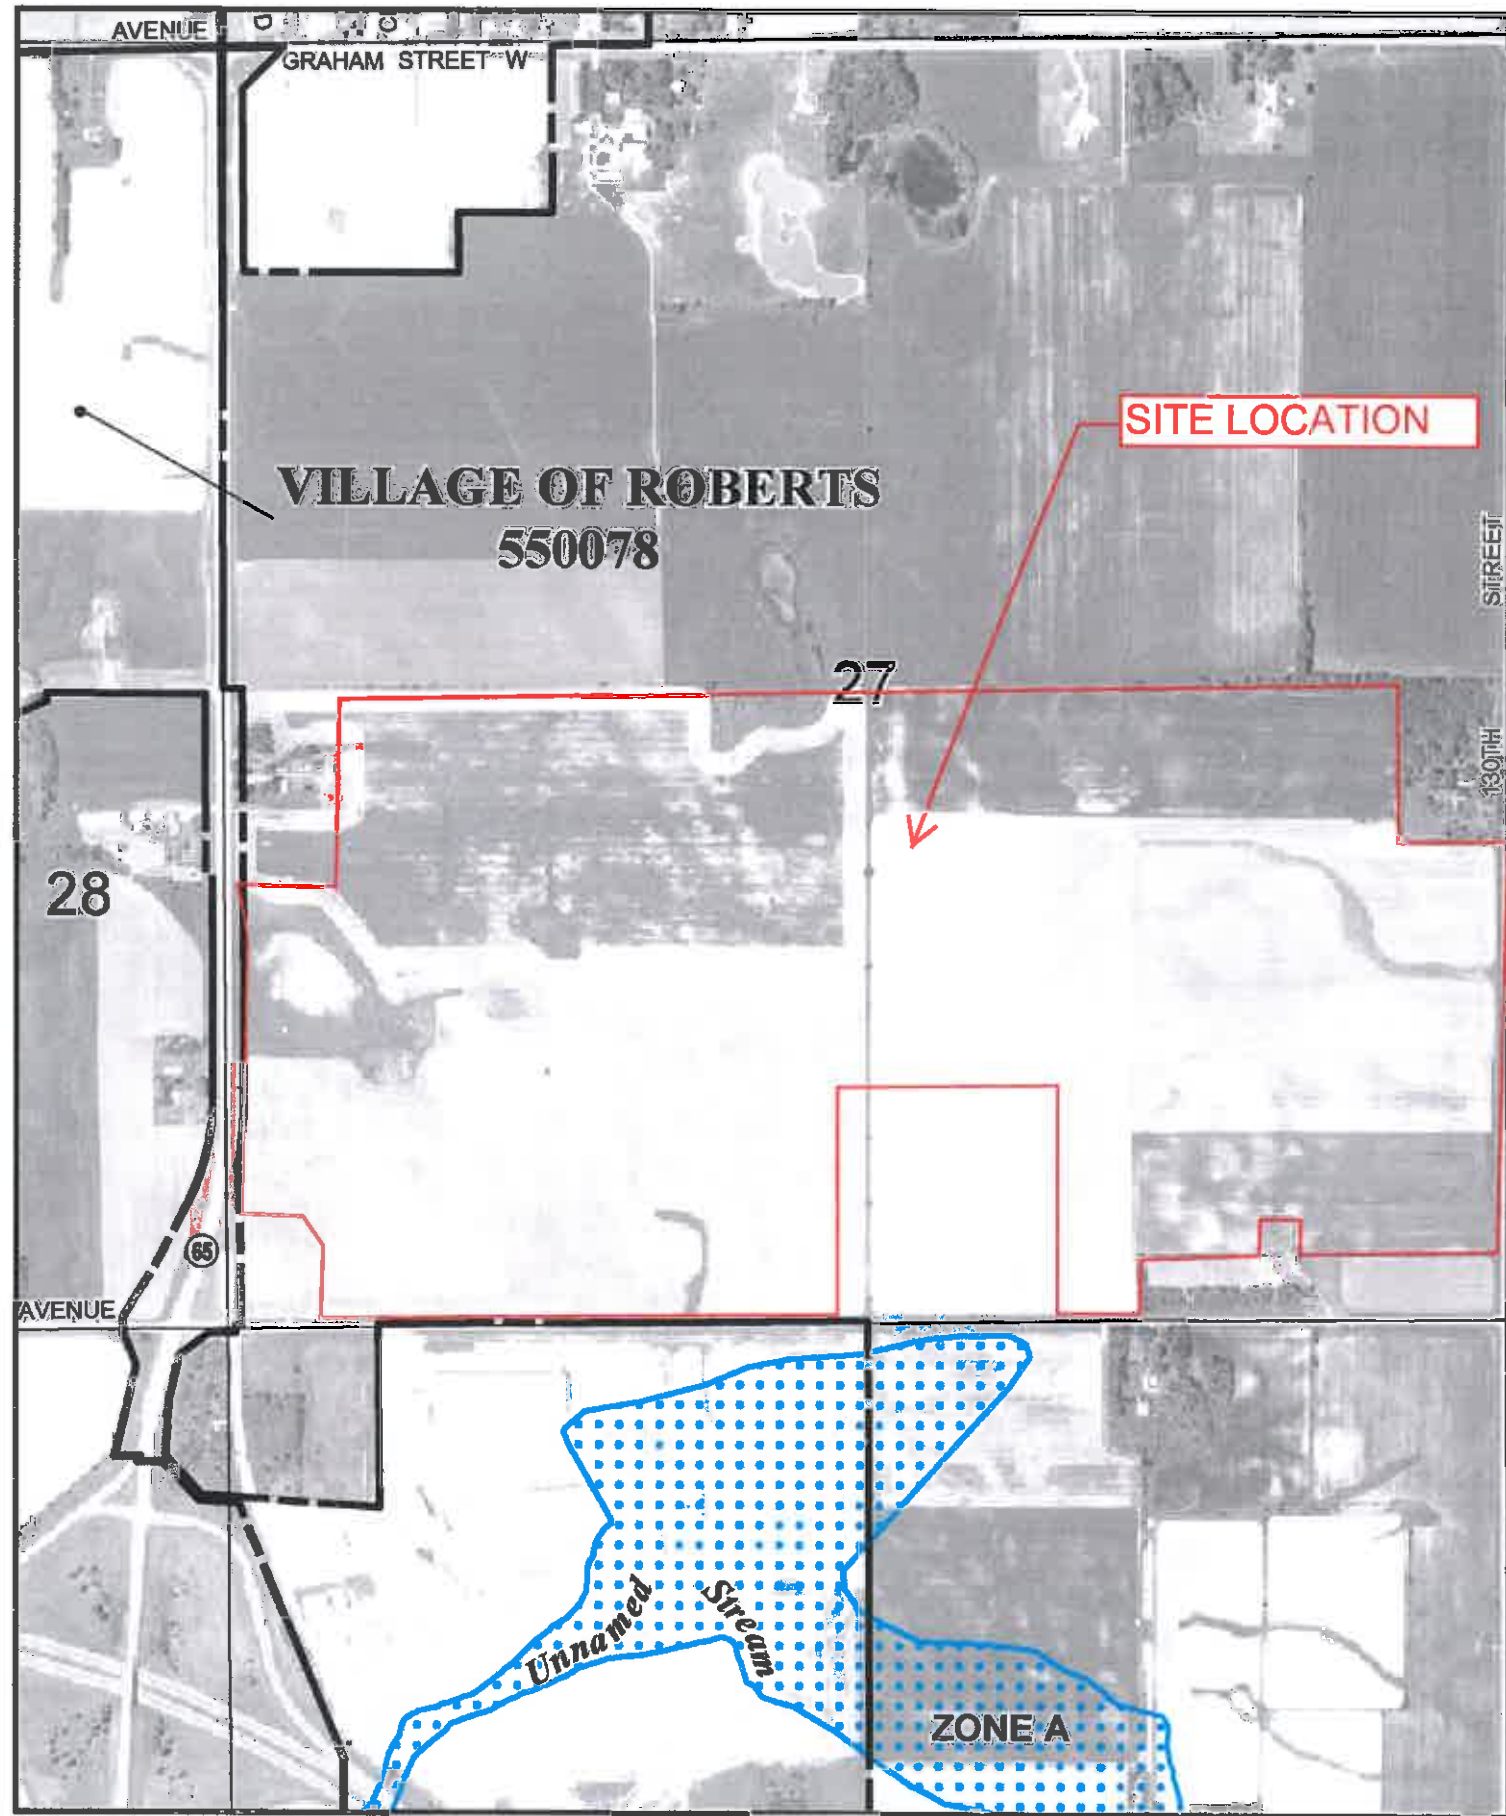 AVENUE
D
C
GRAHAM STREET W
SITE LOCATION
VILLAGE OF ROBERTS
550078
STREET
27
130TH
28
65
AVENUE
Unnamed
Stream
ZONE A